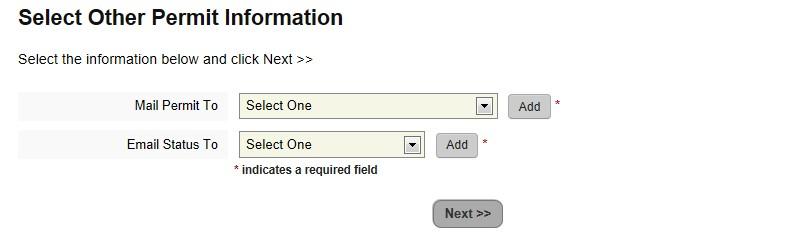 Select Other Permit Information
Select the information below and click Next >>
Mail Permit To Select One Add *
Email Status To Select One Add *
* indicates a required field
Next >>